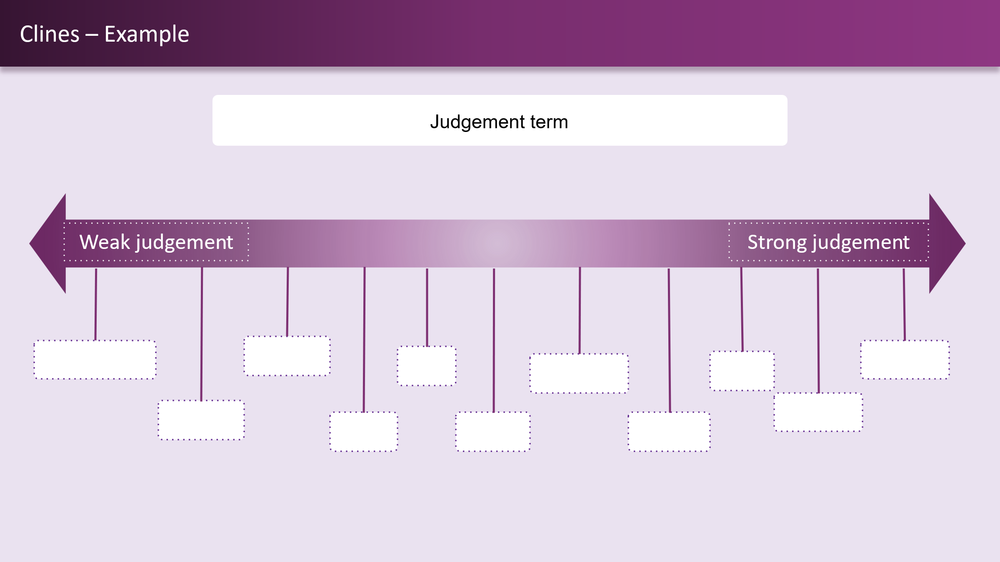 Clines – Example
Judgement term
Weak judgement
Strong judgement